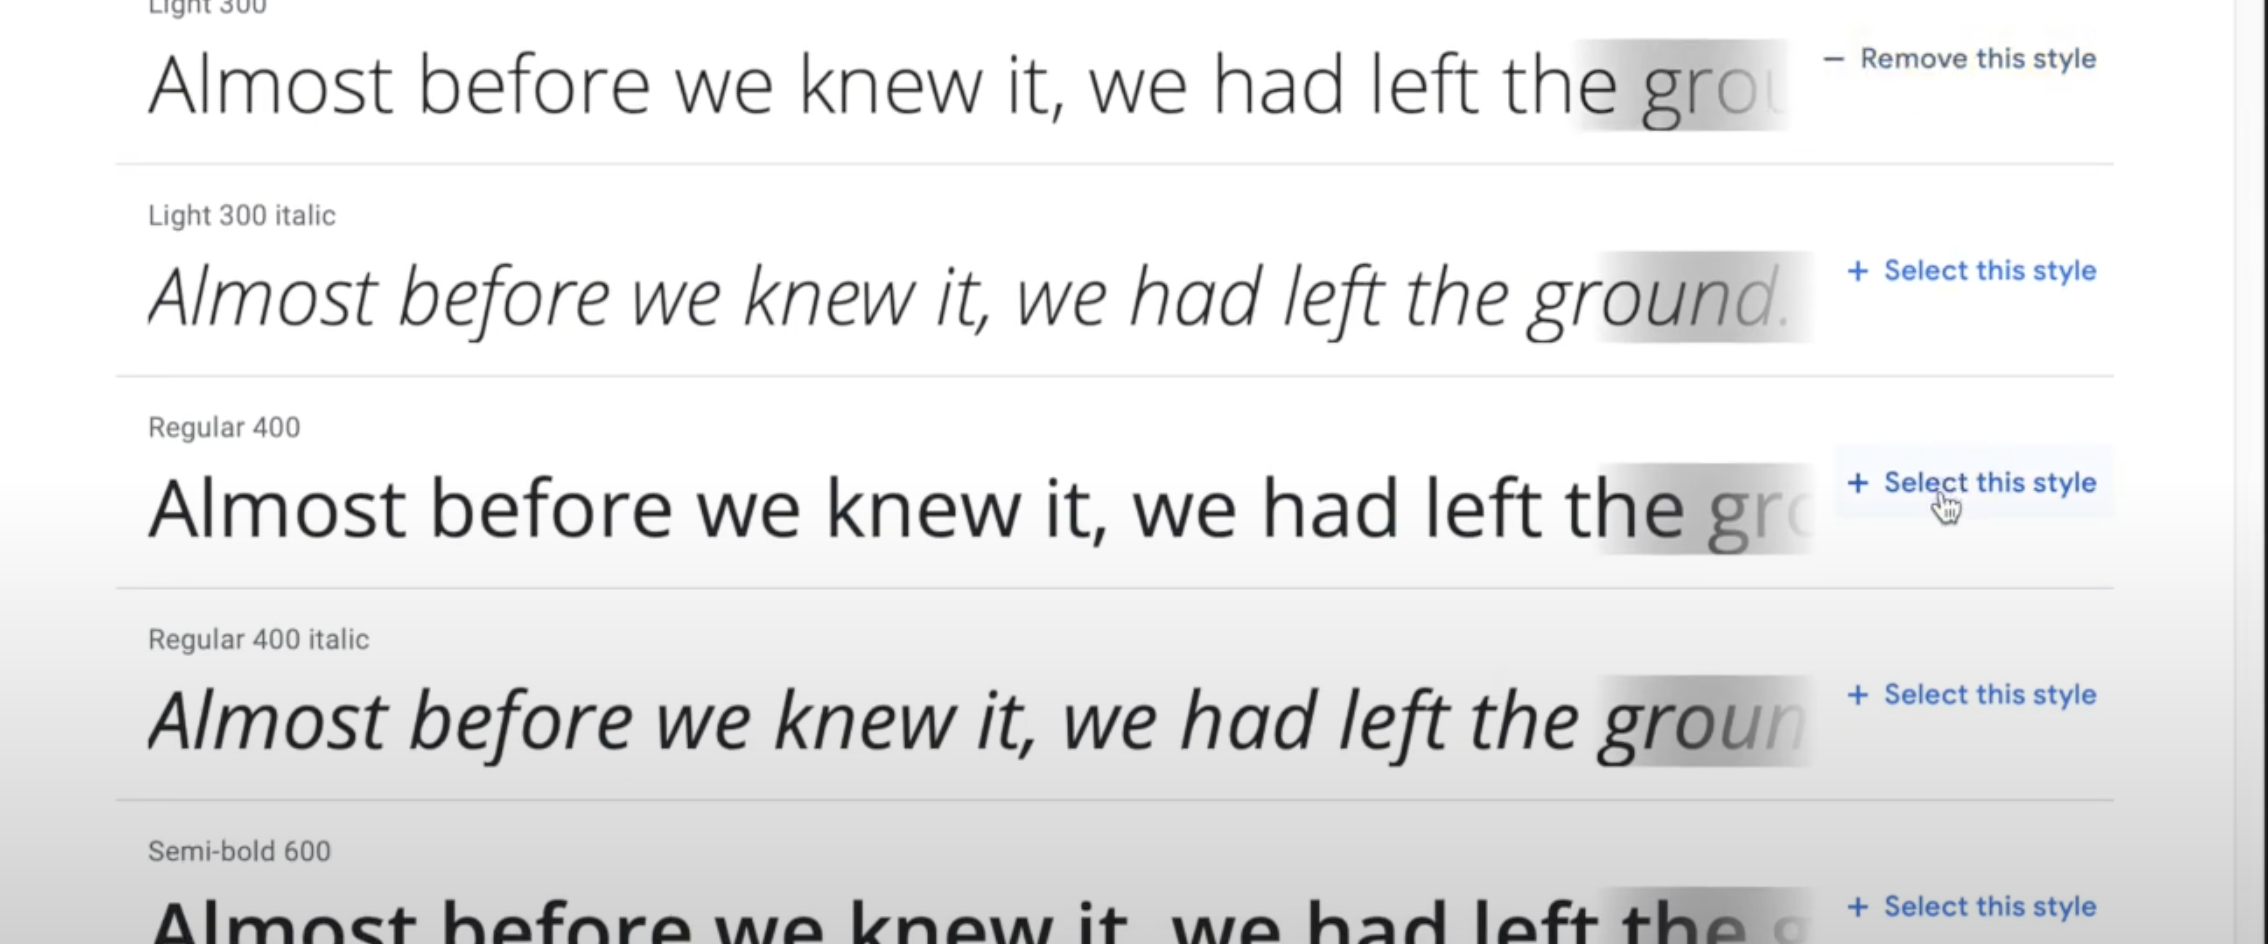 Light 300
Almost before we knew it, we had left the grou
− Remove this style
Light 300 italic
Almost before we knew it, we had left the ground.
+ Select this style
Regular 400
Almost before we knew it, we had left the gro
+ Select this style
Regular 400 italic
Almost before we knew it, we had left the groun
+ Select this style
Semi-bold 600
Almost before we knew it, we had left the g
+ Select this style